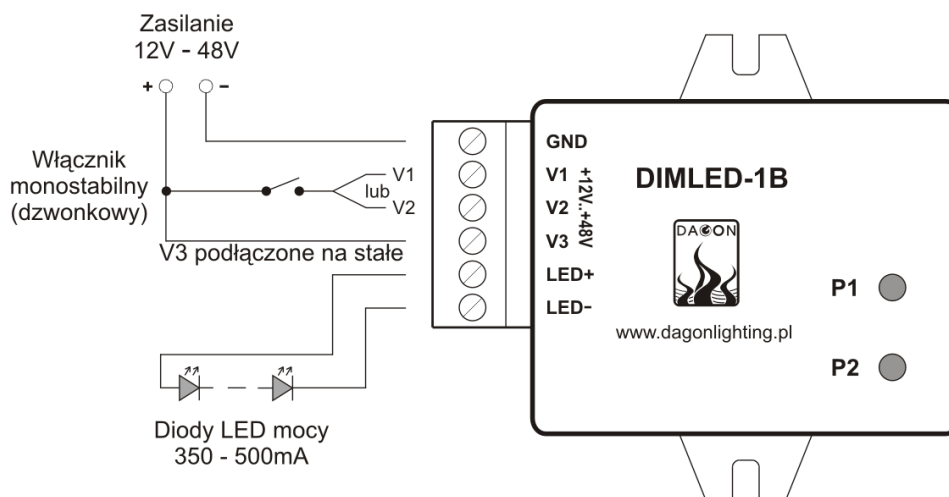 Zasilanie
12V - 48V
+ -
Włącznik
monostabilny
(dzwonkowy)
V1
lub
V2
V3 podłączone na stałe
Diody LED mocy
350 - 500mA
GND
V1
V2
V3
LED+
LED-
+12V..+48V
DIMLED-1B
DAGON
www.dagonlighting.pl
P1
P2